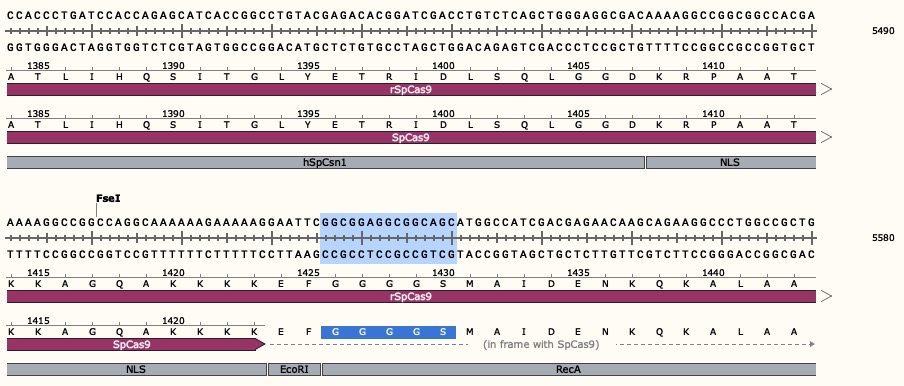 CCACCCTGATCCACCAGAGCATCACCGGCCTGTACGAGACACGGATCGACCTGTCTCAGCTGGGAGGCGACAAAAGGCCGGCGGCCACGA
5490
GGTGGGACTAGGTGGTCTCGTAGTGGCCGGACATGCTCTGTGCCTAGCTGGACAGAGTCGACCCTCCGCTGTTTTCCGGCCGCCGGTGCT
1385 1390 1395 1400 1405 1410
A T L I H Q S I T G L Y E T R I D L S Q L G G D K R P A A T
rSpCas9
1385 1390 1395 1400 1405 1410
A T L I H Q S I T G L Y E T R I D L S Q L G G D K R P A A T
SpCas9
hSpCsn1 NLS
FseI
AAAAGGCCGGCCAGGCAAAAAAGAAAAAGGAATTCGGCGGAGGCGGCAGCATGGCCATCGACGAGAACAAGCAGAAGGCCCTGGCCGCTG
5580
TTTTCCGGCCGGTCCGTTTTTTCTTTTTCCTTAAGCCGCCTCCGCCGTCGTACCGGTAGCTGCTCTTGTTCGTCTTCCGGGACCGGCGAC
1415 1420 1425 1430 1435 1440
K K A G Q A K K K K E F G G G G S M A I D E N K Q K A L A A
rSpCas9
1415 1420
K K A G Q A K K K K E F G G G G S M A I D E N K Q K A L A A
SpCas9 (in frame with SpCas9)
NLS EcoRI RecA